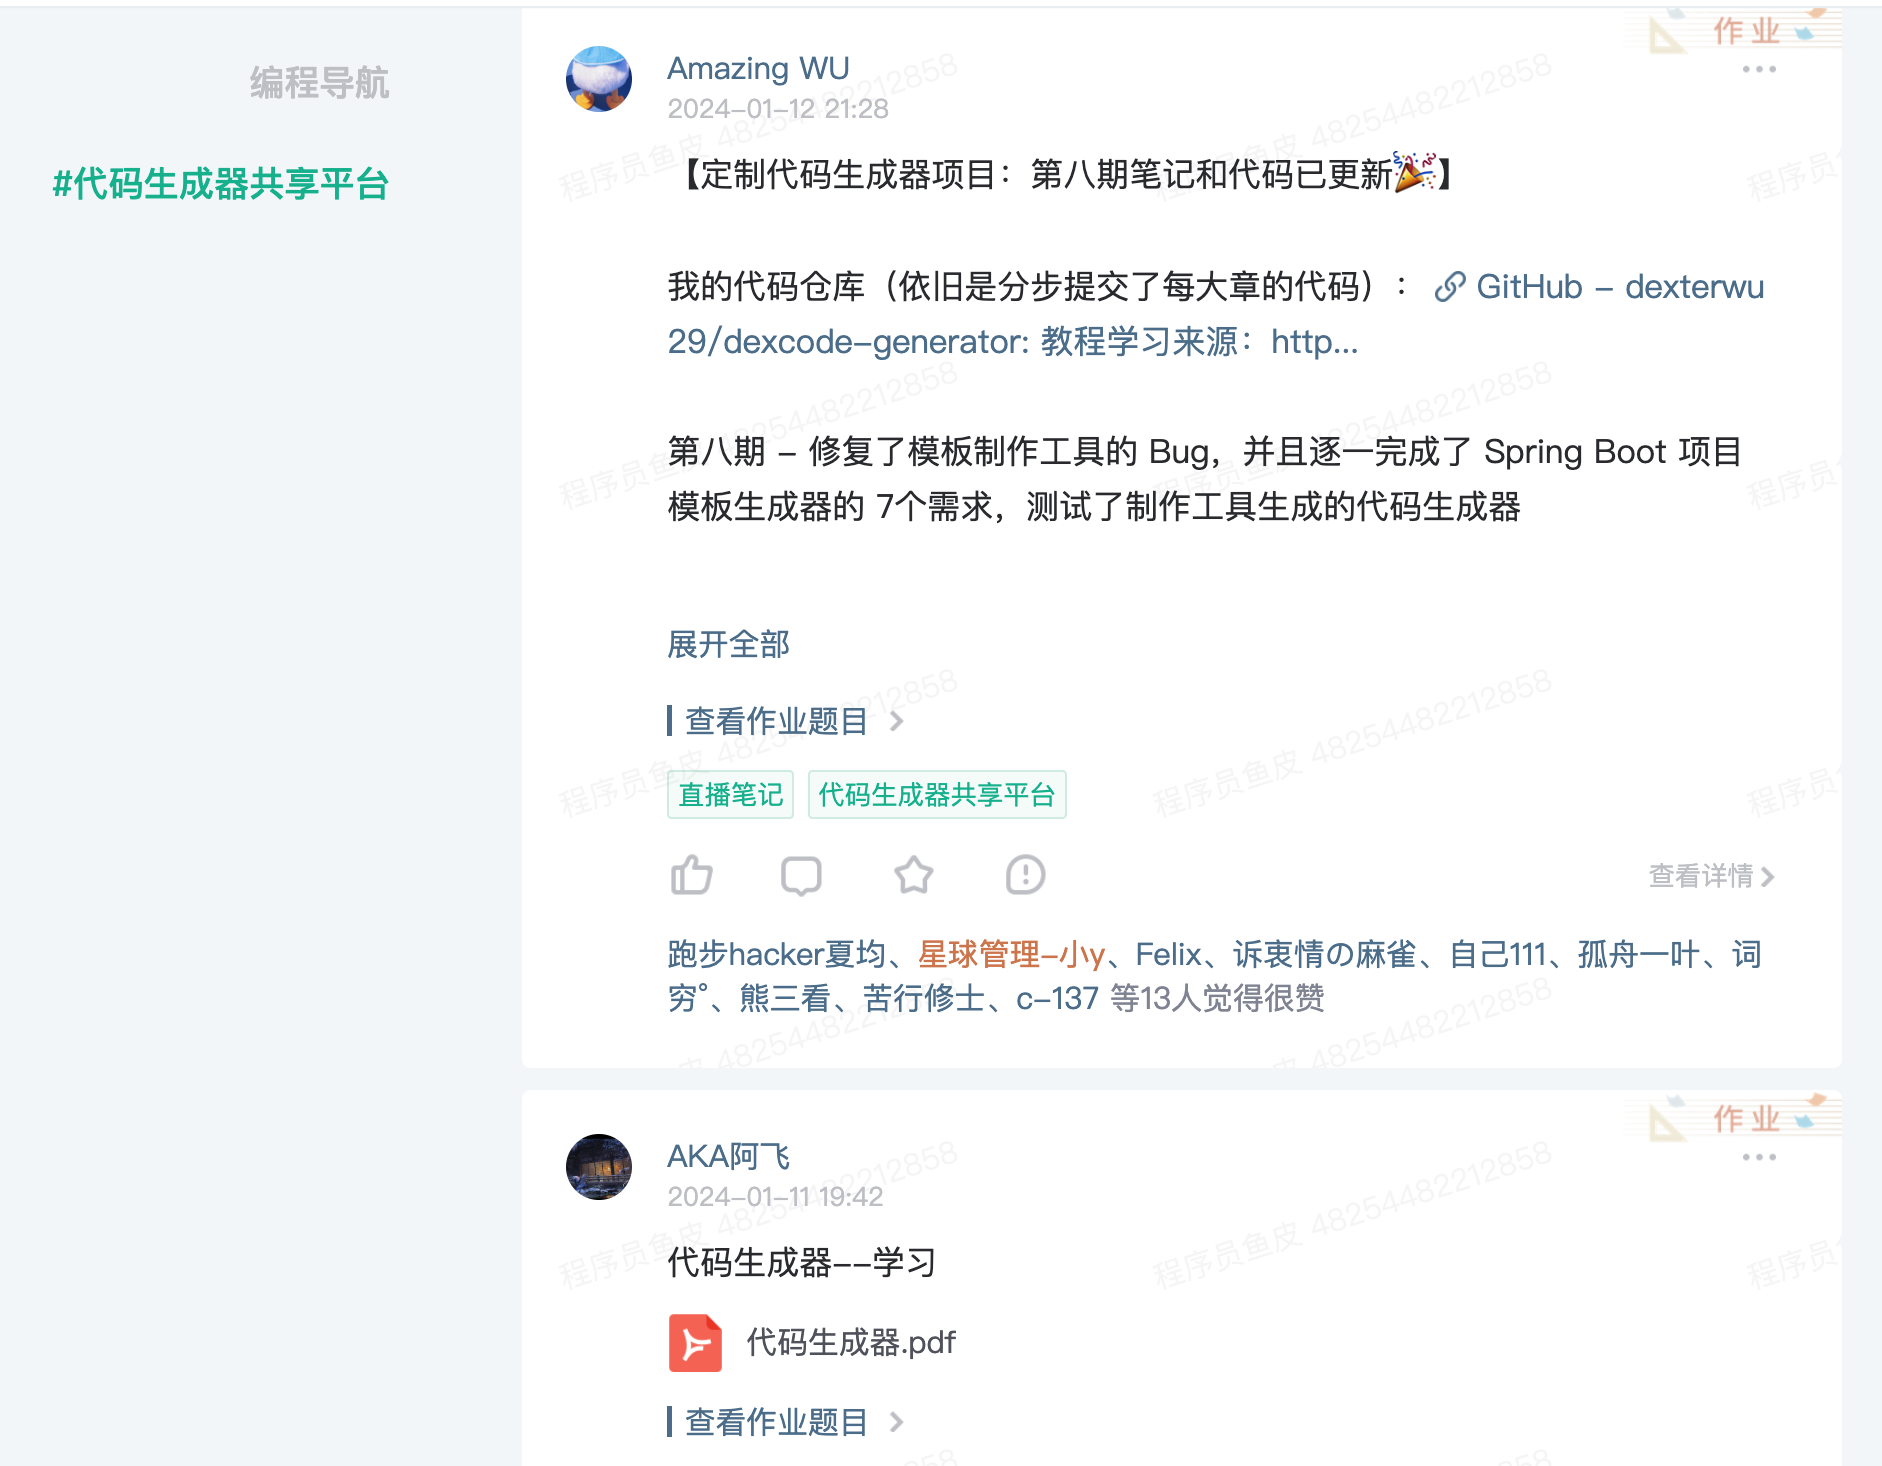 编程导航
#代码生成器共享平台
作业
Amazing WU
2024-01-12 21:28
【定制代码生成器项目：第八期笔记和代码已更新🎉】
我的代码仓库（依旧是分步提交了每大章的代码）： GitHub - dexterwu
29/dexcode-generator: 教程学习来源：http...
第八期 - 修复了模板制作工具的 Bug，并且逐一完成了 Spring Boot 项目
模板生成器的 7个需求，测试了制作工具生成的代码生成器
展开全部
查看作业题目
直播笔记 代码生成器共享平台
查看详情
跑步hacker夏均、星球管理-小y、Felix、诉衷情の麻雀、自己111、孤舟一叶、词
穷°、熊三看、苦行修士、c-137 等13人觉得很赞
作业
AKA阿飞
2024-01-11 19:42
代码生成器--学习
代码生成器.pdf
查看作业题目
程序员鱼皮 48254482212858